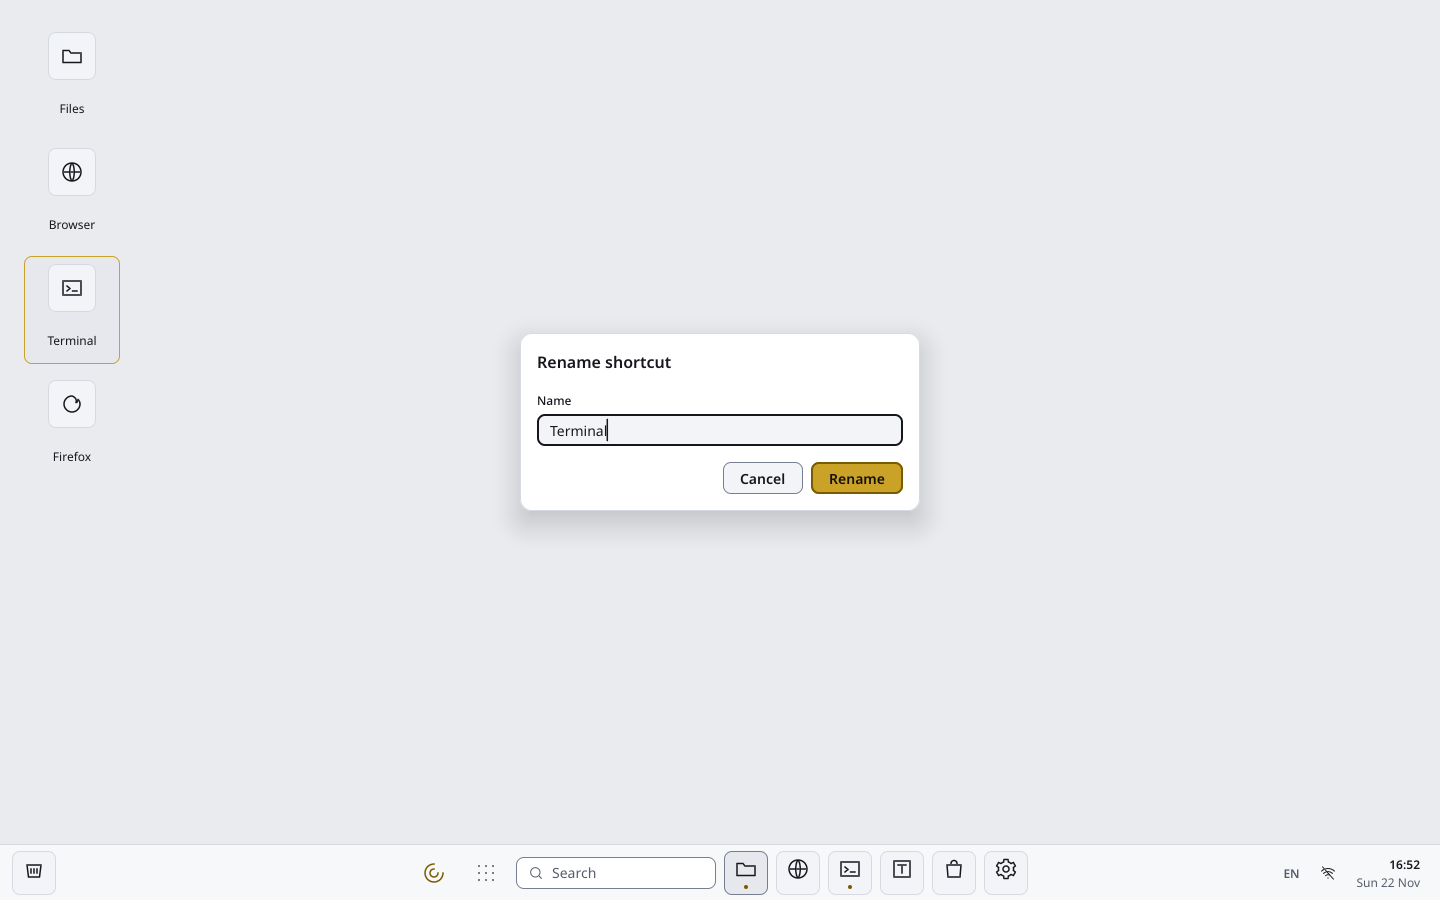 Files
Browser
Terminal
Firefox
Rename shortcut
Name
Terminal
Cancel
Rename
Search
EN
16:52
Sun 22 Nov